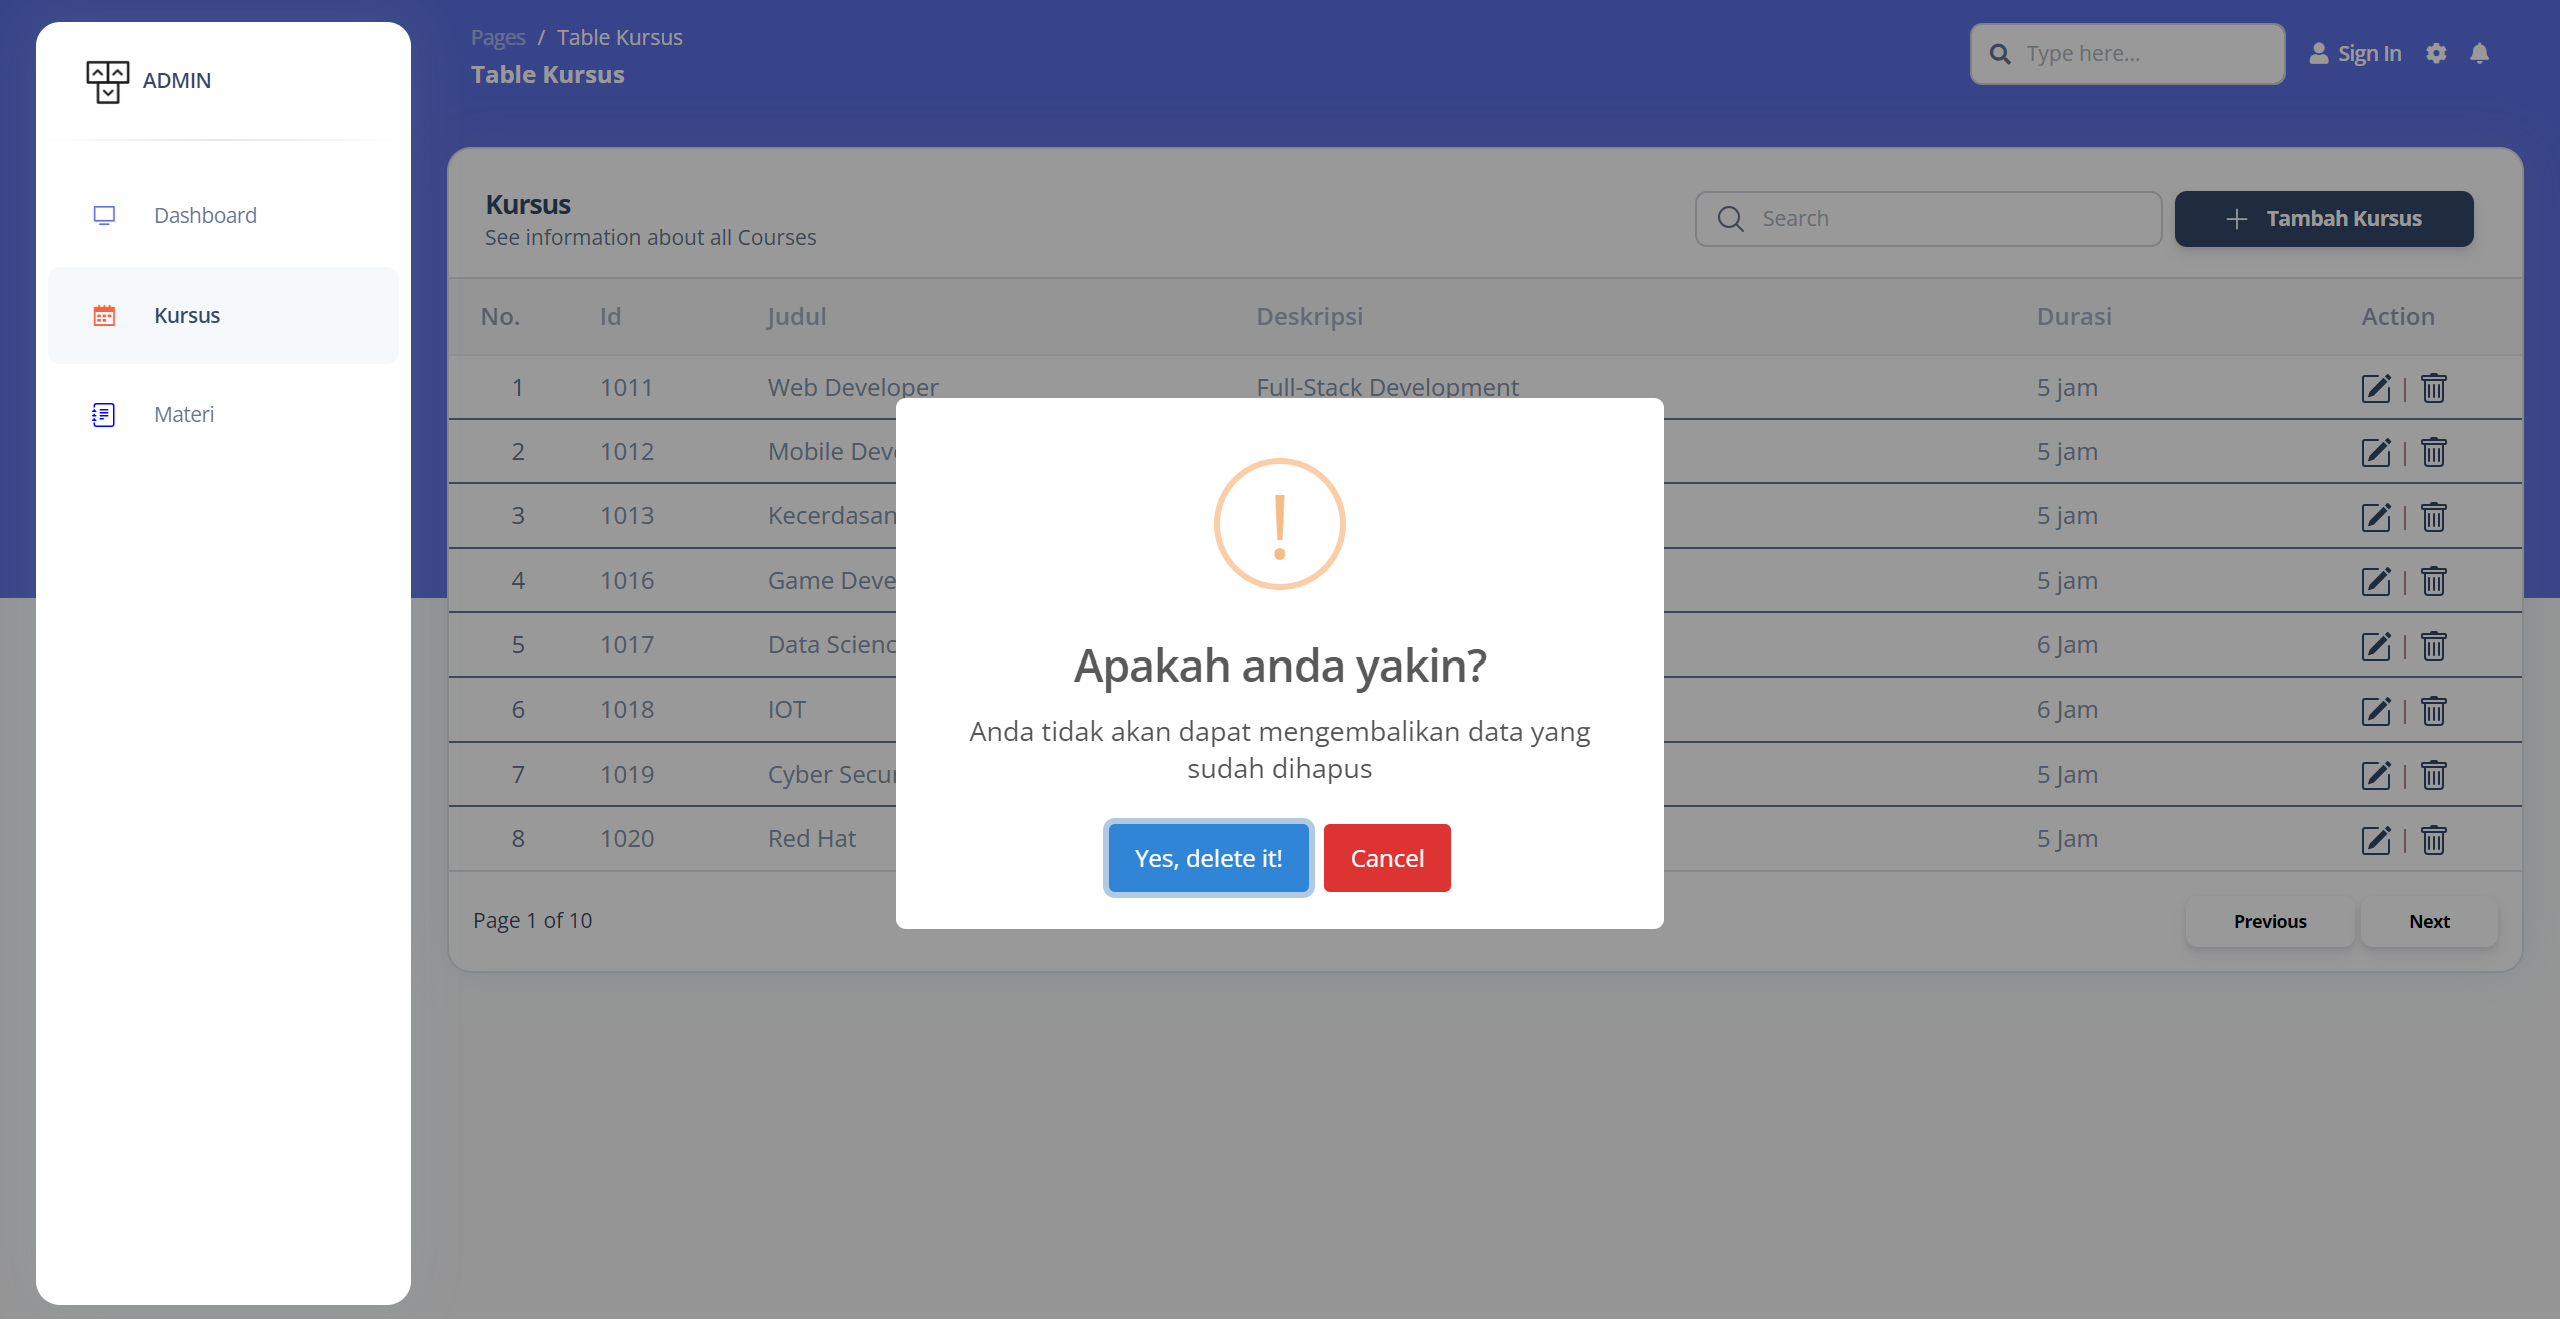 ADMIN
Dashboard
Kursus
Materi
Pages / Table Kursus
Table Kursus
Type here...
Sign In
Kursus
See information about all Courses
Search
Tambah Kursus
No. Id Judul Deskripsi Durasi Action
1 1011 Web Developer Full-Stack Development 5 jam |
2 1012 Mobile 5 jam |
3 1013 Kecerdasan 5 jam |
4 1016 Game 5 jam |
5 1017 Data 6 Jam |
6 1018 IOT 6 Jam |
7 1019 Cyber 5 Jam |
8 1020 Red Hat 5 Jam |
Page 1 of 10
Previous
Next
!
Apakah anda yakin?
Anda tidak akan dapat mengembalikan data yang
sudah dihapus
Yes, delete it!
Cancel